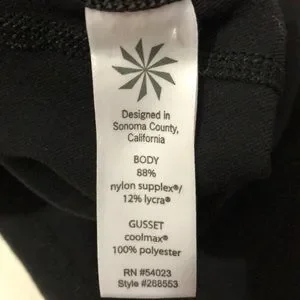 Designed in
Sonoma County,
California
BODY
88%
nylon supplex®/
12% lycra®
GUSSET
coolmax®
100% polyester
RN #54023
Style #268553